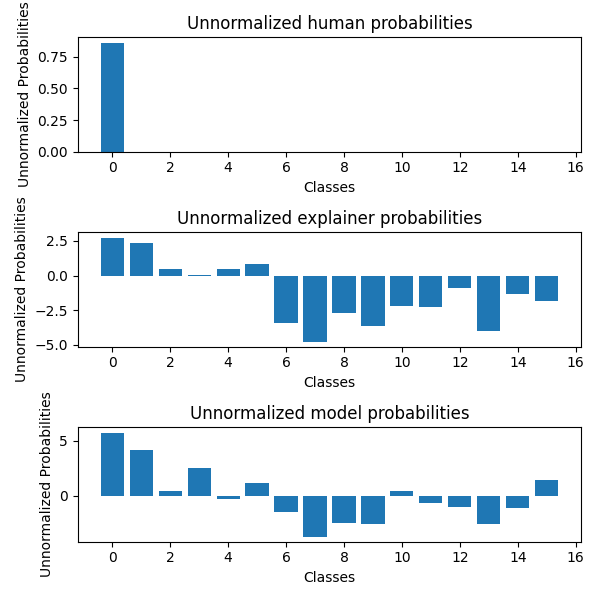 Unnormalized human probabilities
Unnormalized Probabilities
0.75
0.50
0.25
0.00
0 2 4 6 8 10 12 14 16
Classes
Unnormalized explainer probabilities
Unnormalized Probabilities
2.5
0.0
−2.5
−5.0
0 2 4 6 8 10 12 14 16
Classes
Unnormalized model probabilities
Unnormalized Probabilities
5
0
0 2 4 6 8 10 12 14 16
Classes